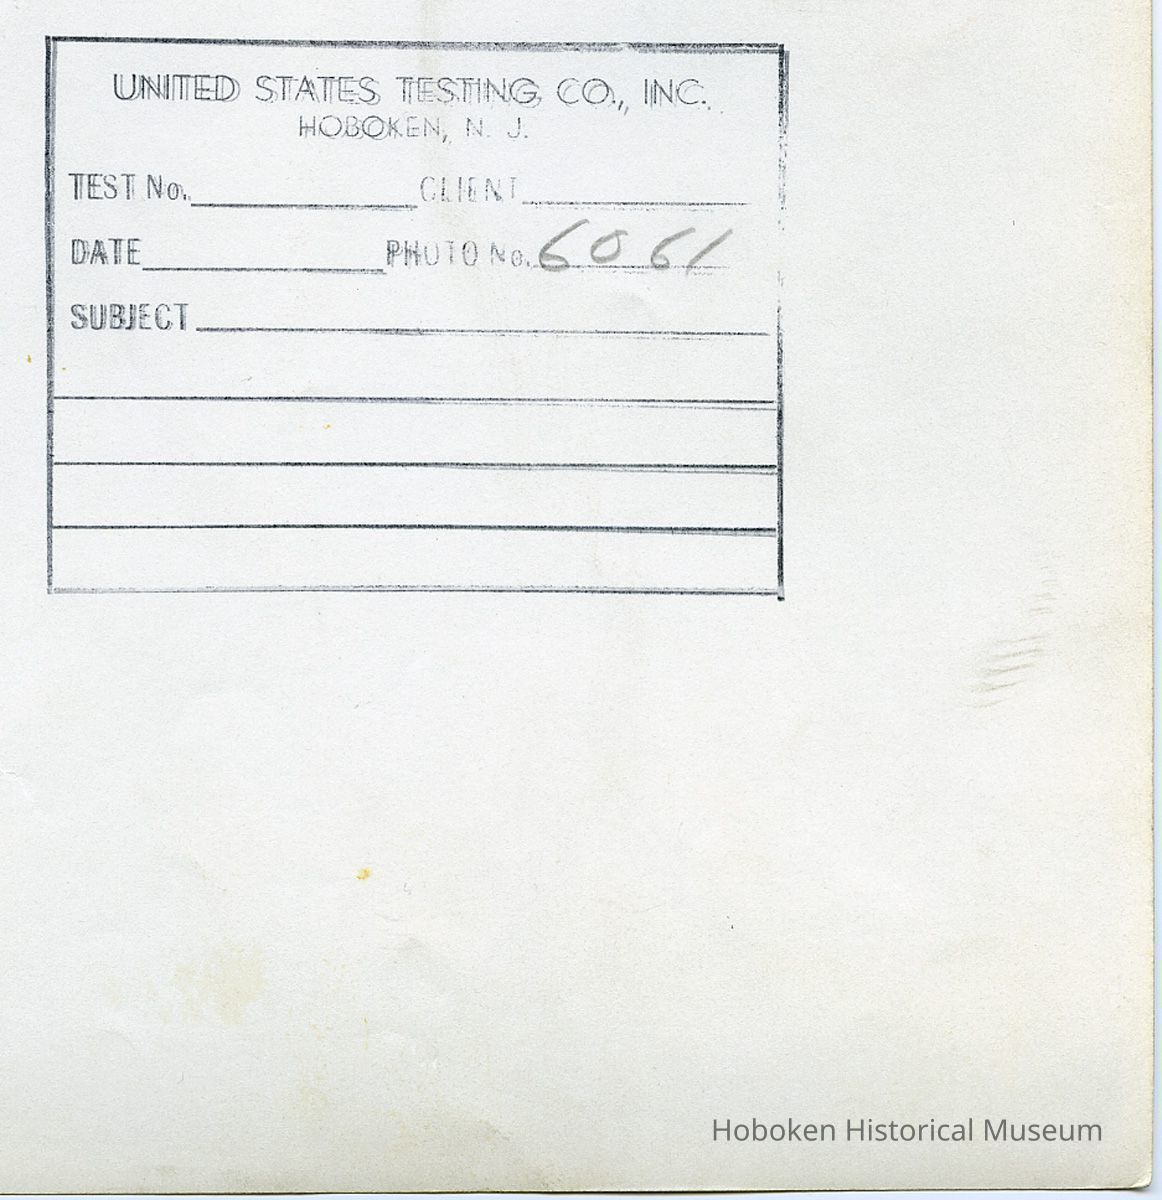 UNITED STATES TESTING CO., INC.
HOBOKEN, N. J.
TEST No. CLIENT
DATE PHOTO No. 6061
SUBJECT
Hoboken Historical Museum